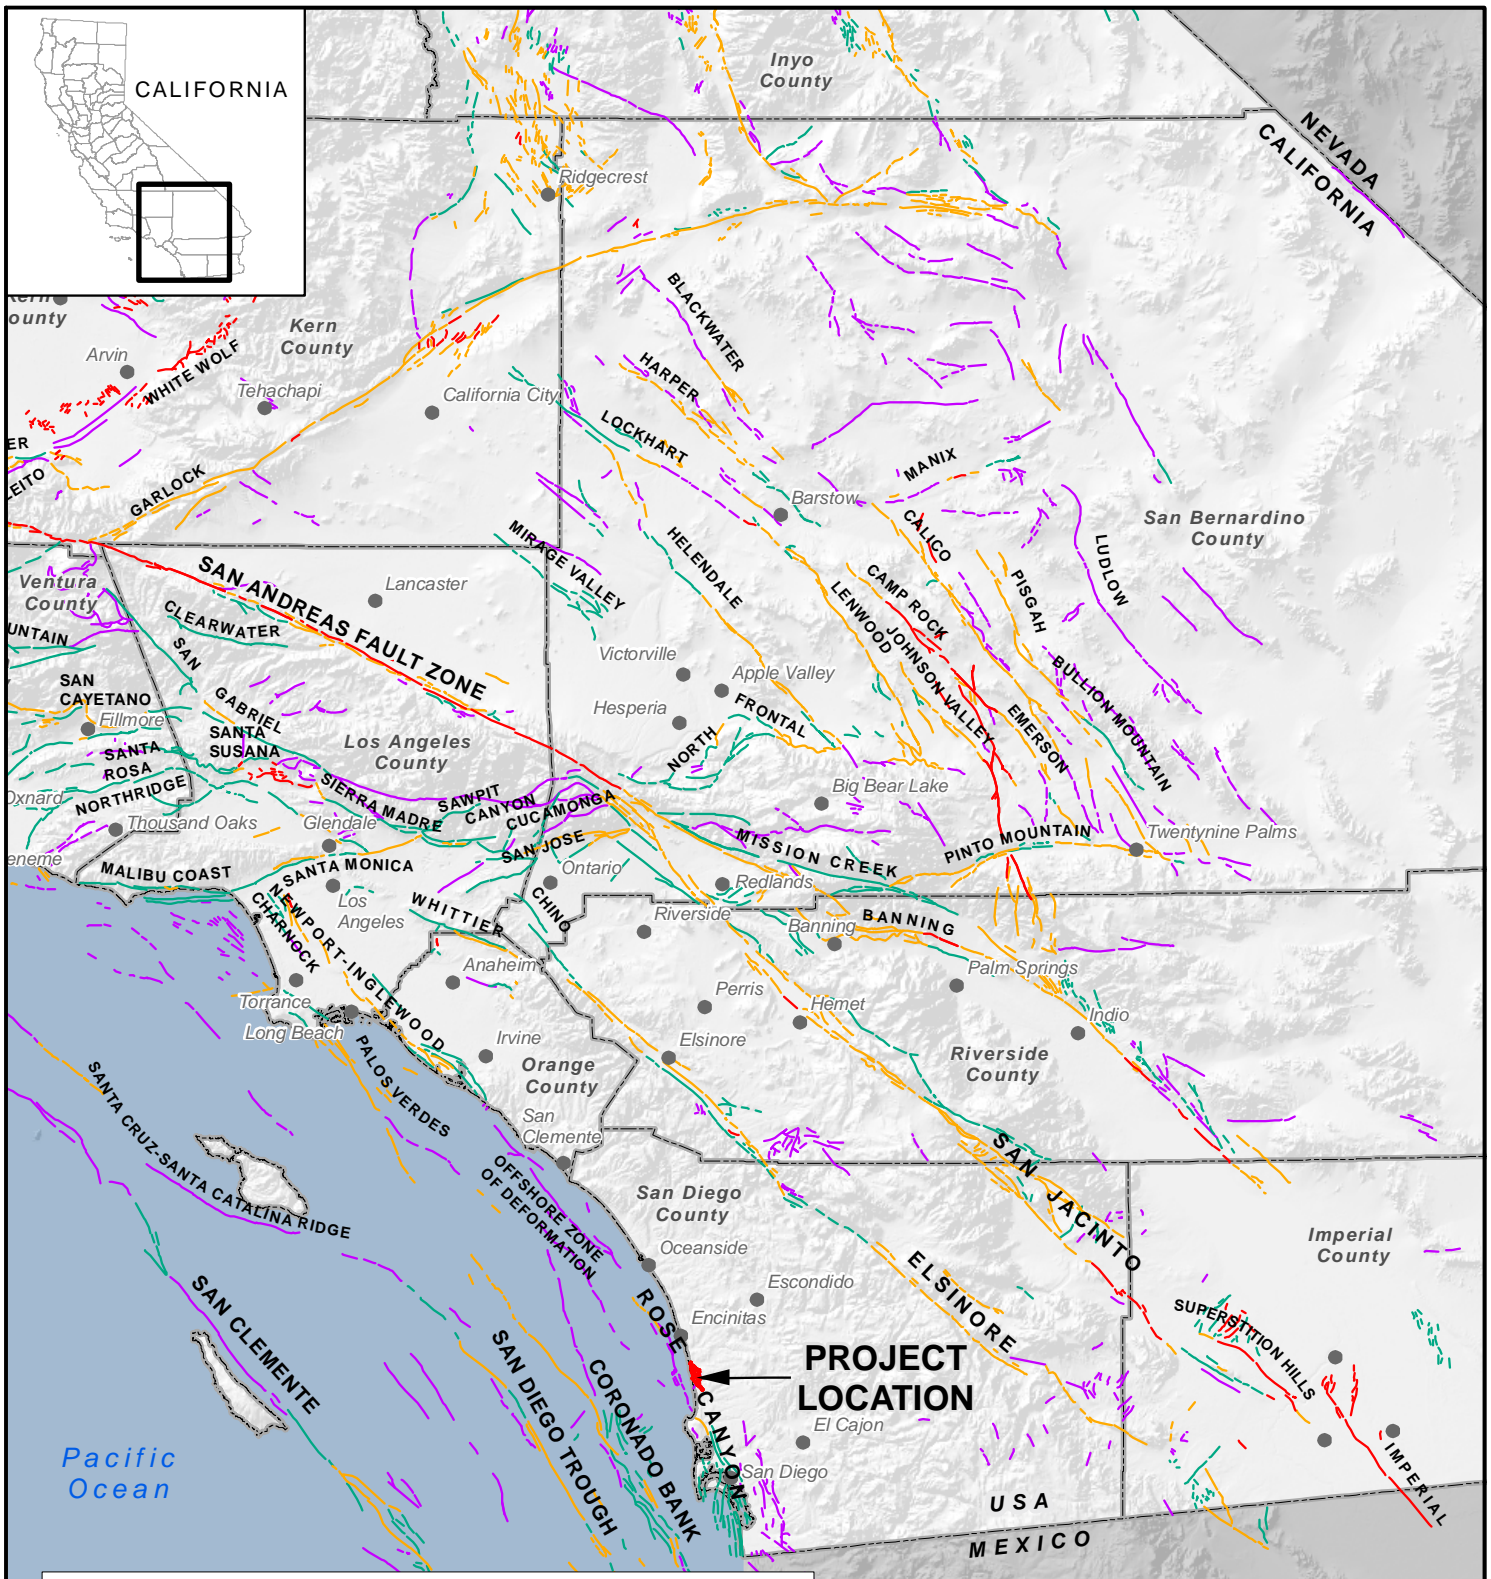 CALIFORNIA
Inyo
County
NEVADA
CALIFORNIA
Ridgecrest
Kern
County
ounty
Arvin
WHITE WOLF
Tehachapi
California City
BLACKWATER
HARPER
LOCKHART
GARLOCK
ER
LEITO
MANIX
Barstow
San Bernardino
County
CALICO
LUDLOW
MIRAGE VALLEY
HELENDALE
PISGAH
CAMP ROCK
LENWOOD
JOHNSON VALLEY
EMERSON
BULLION MOUNTAIN
Ventura
County
UNTAIN
CLEARWATER
Lancaster
SAN ANDREAS FAULT ZONE
SAN
GABRIEL
SAN
CAYETANO
Fillmore
SANTA
SUSANA
SANTA
ROSA
NORTHRIDGE
Oxnard
Thousand Oaks
Los Angeles
County
Victorville
Apple Valley
Hesperia
NORTH
FRONTAL
Big Bear Lake
SIERRA MADRE
SAWPIT
CANYON
CUCAMONGA
Glendale
SAN JOSE
MISSION CREEK
PINTO MOUNTAIN
Twentynine Palms
eneme
MALIBU COAST
SANTA MONICA
Los
Angeles
Ontario
Redlands
CHINO
WHITTIER
CHARNOCK
NEWPORT-INGLEWOOD
Riverside
Banning
BANNING
Anaheim
Palm Springs
Torrance
Long Beach
Perris
Hemet
Indio
Irvine
Elsinore
Orange
County
Riverside
County
PALOS VERDES
San
Clemente
SANTA CRUZ-SANTA CATALINA RIDGE
OFFSHORE ZONE
OF DEFORMATION
San Diego
County
SAN JACINTO
Oceanside
Escondido
Encinitas
ELSINORE
Imperial
County
SAN CLEMENTE
SUPERSTITION HILLS
ROSE
CANYON
PROJECT
LOCATION
El Cajon
San Diego
SAN DIEGO TROUGH
CORONADO BANK
IMPERIAL
Pacific
Ocean
USA
MEXICO